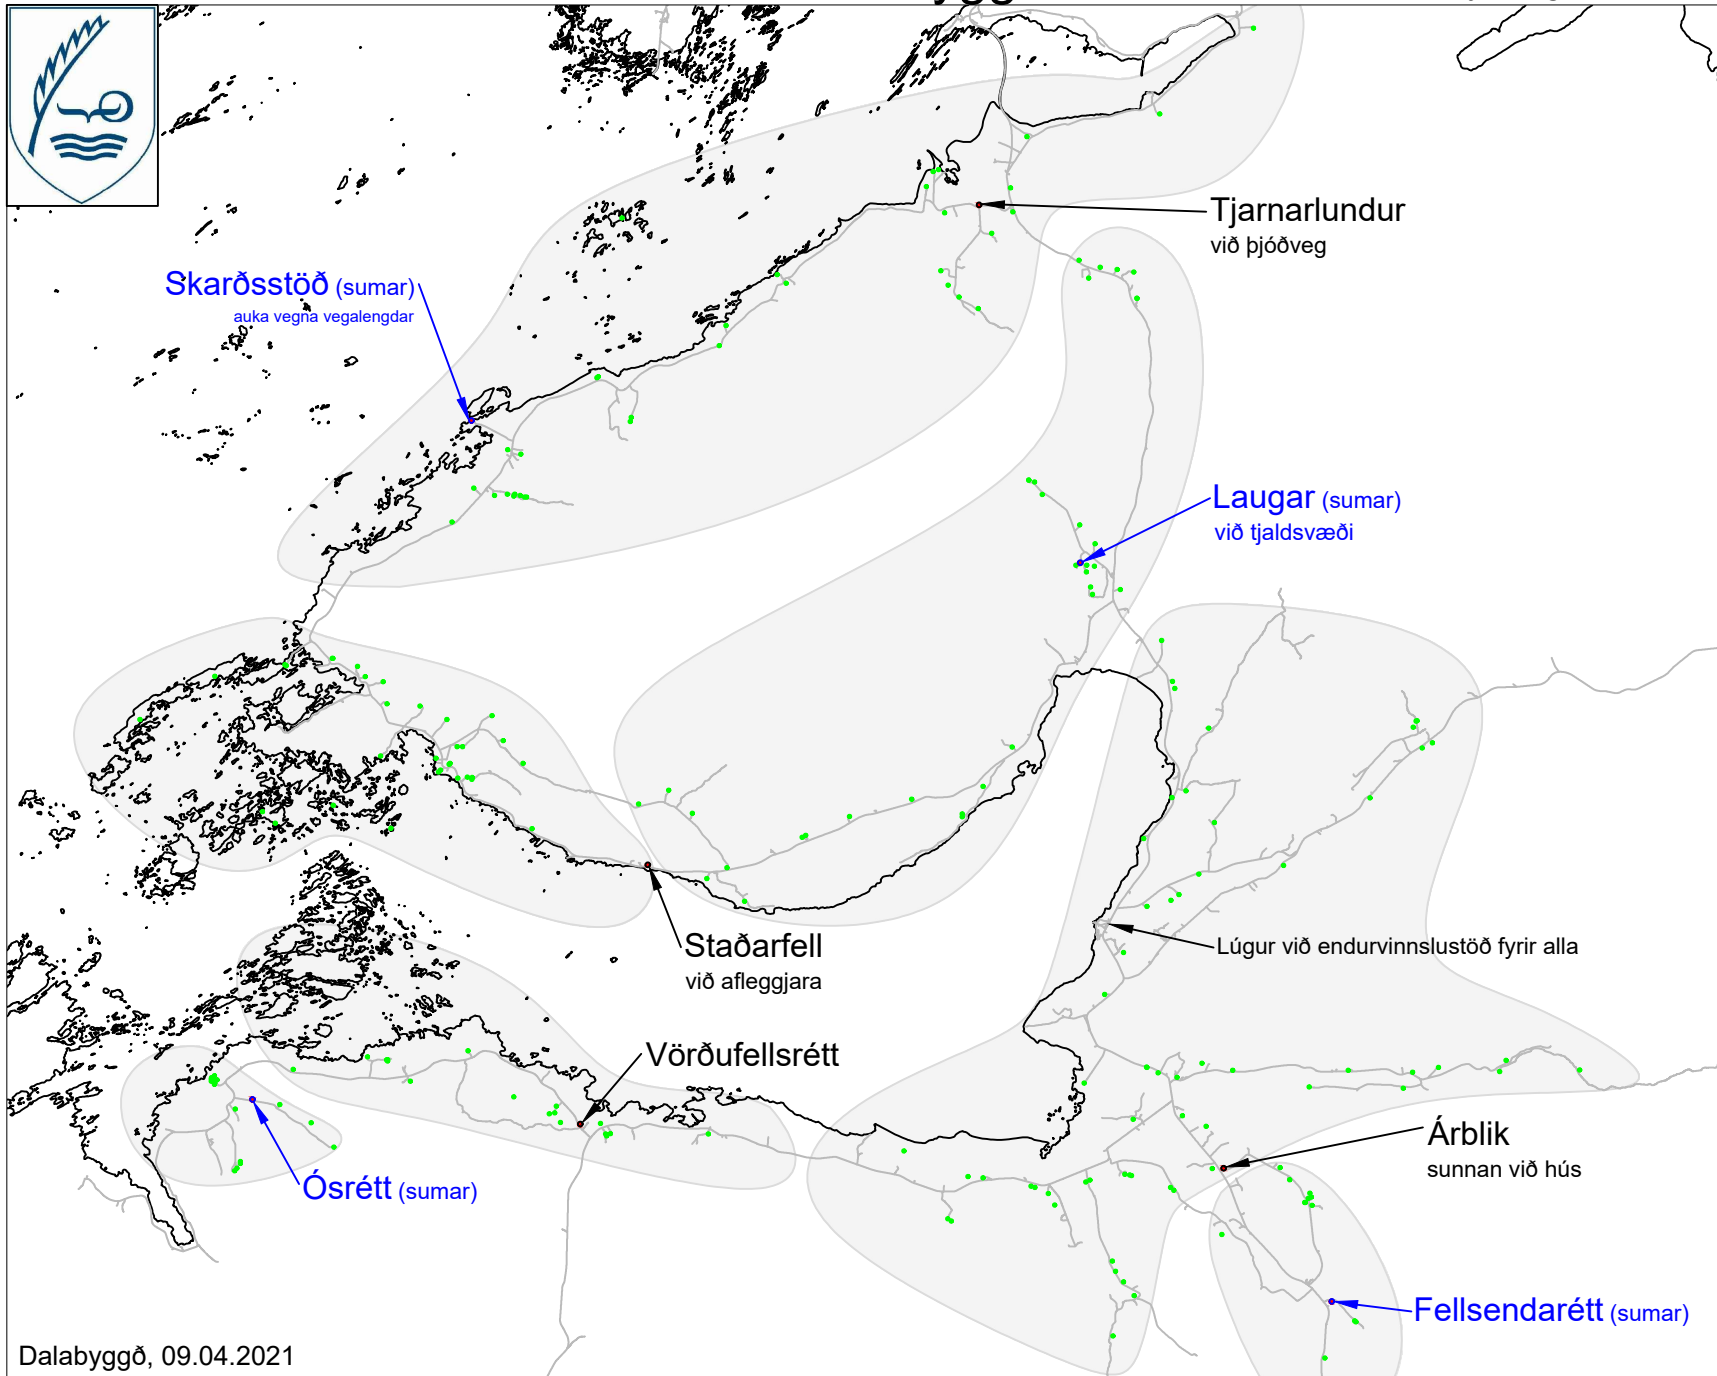 Tjarnarlundur
við þjóðveg
Skarðsstöð (sumar)
auka vegna vegalengdar
Laugar (sumar)
við tjaldsvæði
Staðarfell
við afleggjara
Lúgur við endurvinnslustöð fyrir alla
Vörðufellsrétt
Árblik
sunnan við hús
Ósrétt (sumar)
Fellsendarétt (sumar)
Dalabyggð, 09.04.2021